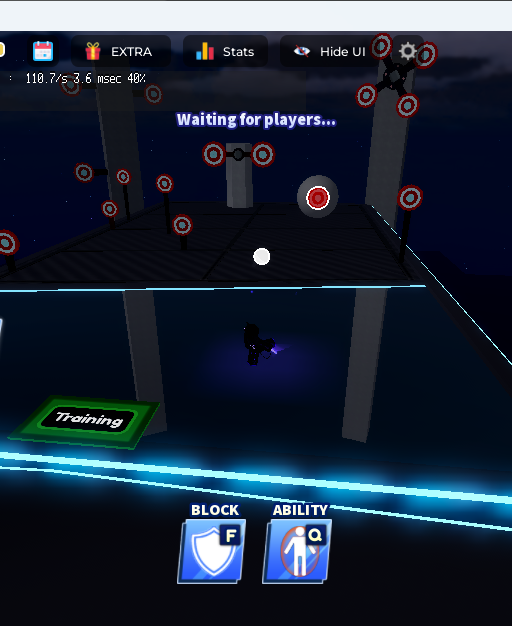 EXTRA
Stats
Hide UI
: 110.7/s 3.6 msec 40%
Waiting for players...
Training
BLOCK
ABILITY
F
Q